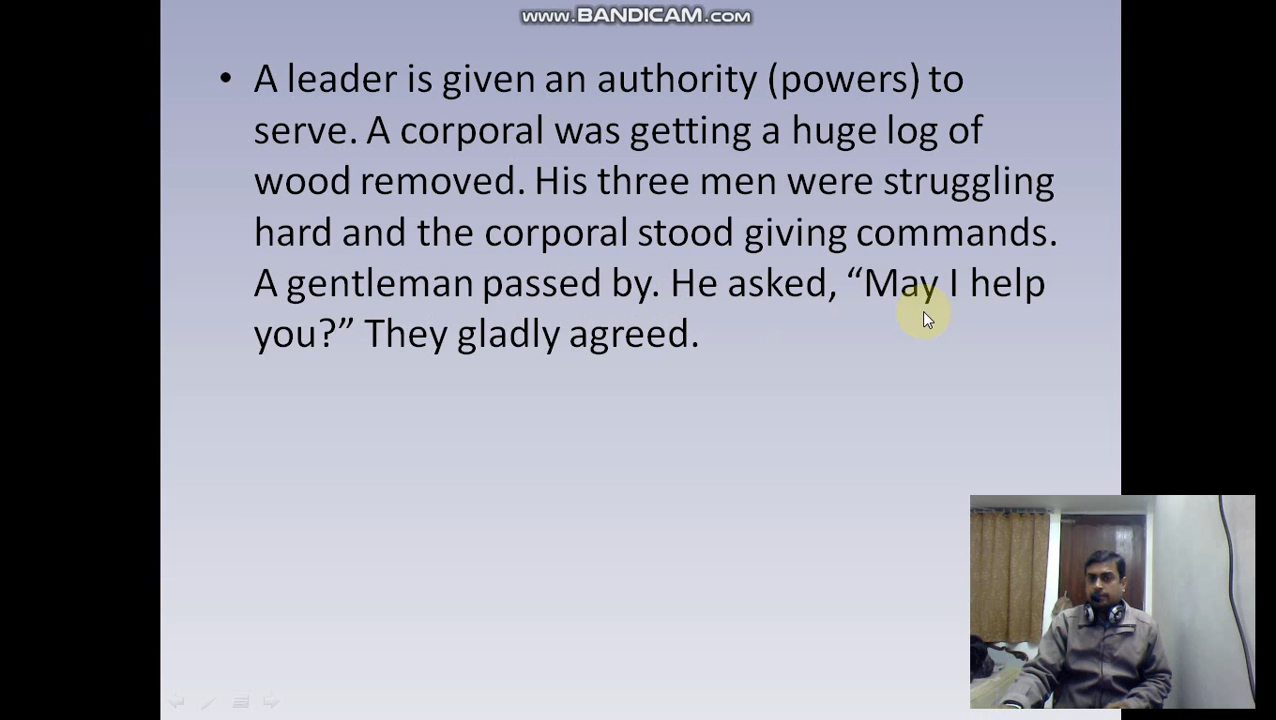 www.BANDICAM.com
• A leader is given an authority (powers) to
serve. A corporal was getting a huge log of
wood removed. His three men were struggling
hard and the corporal stood giving commands.
A gentleman passed by. He asked, “May I help
you?” They gladly agreed.